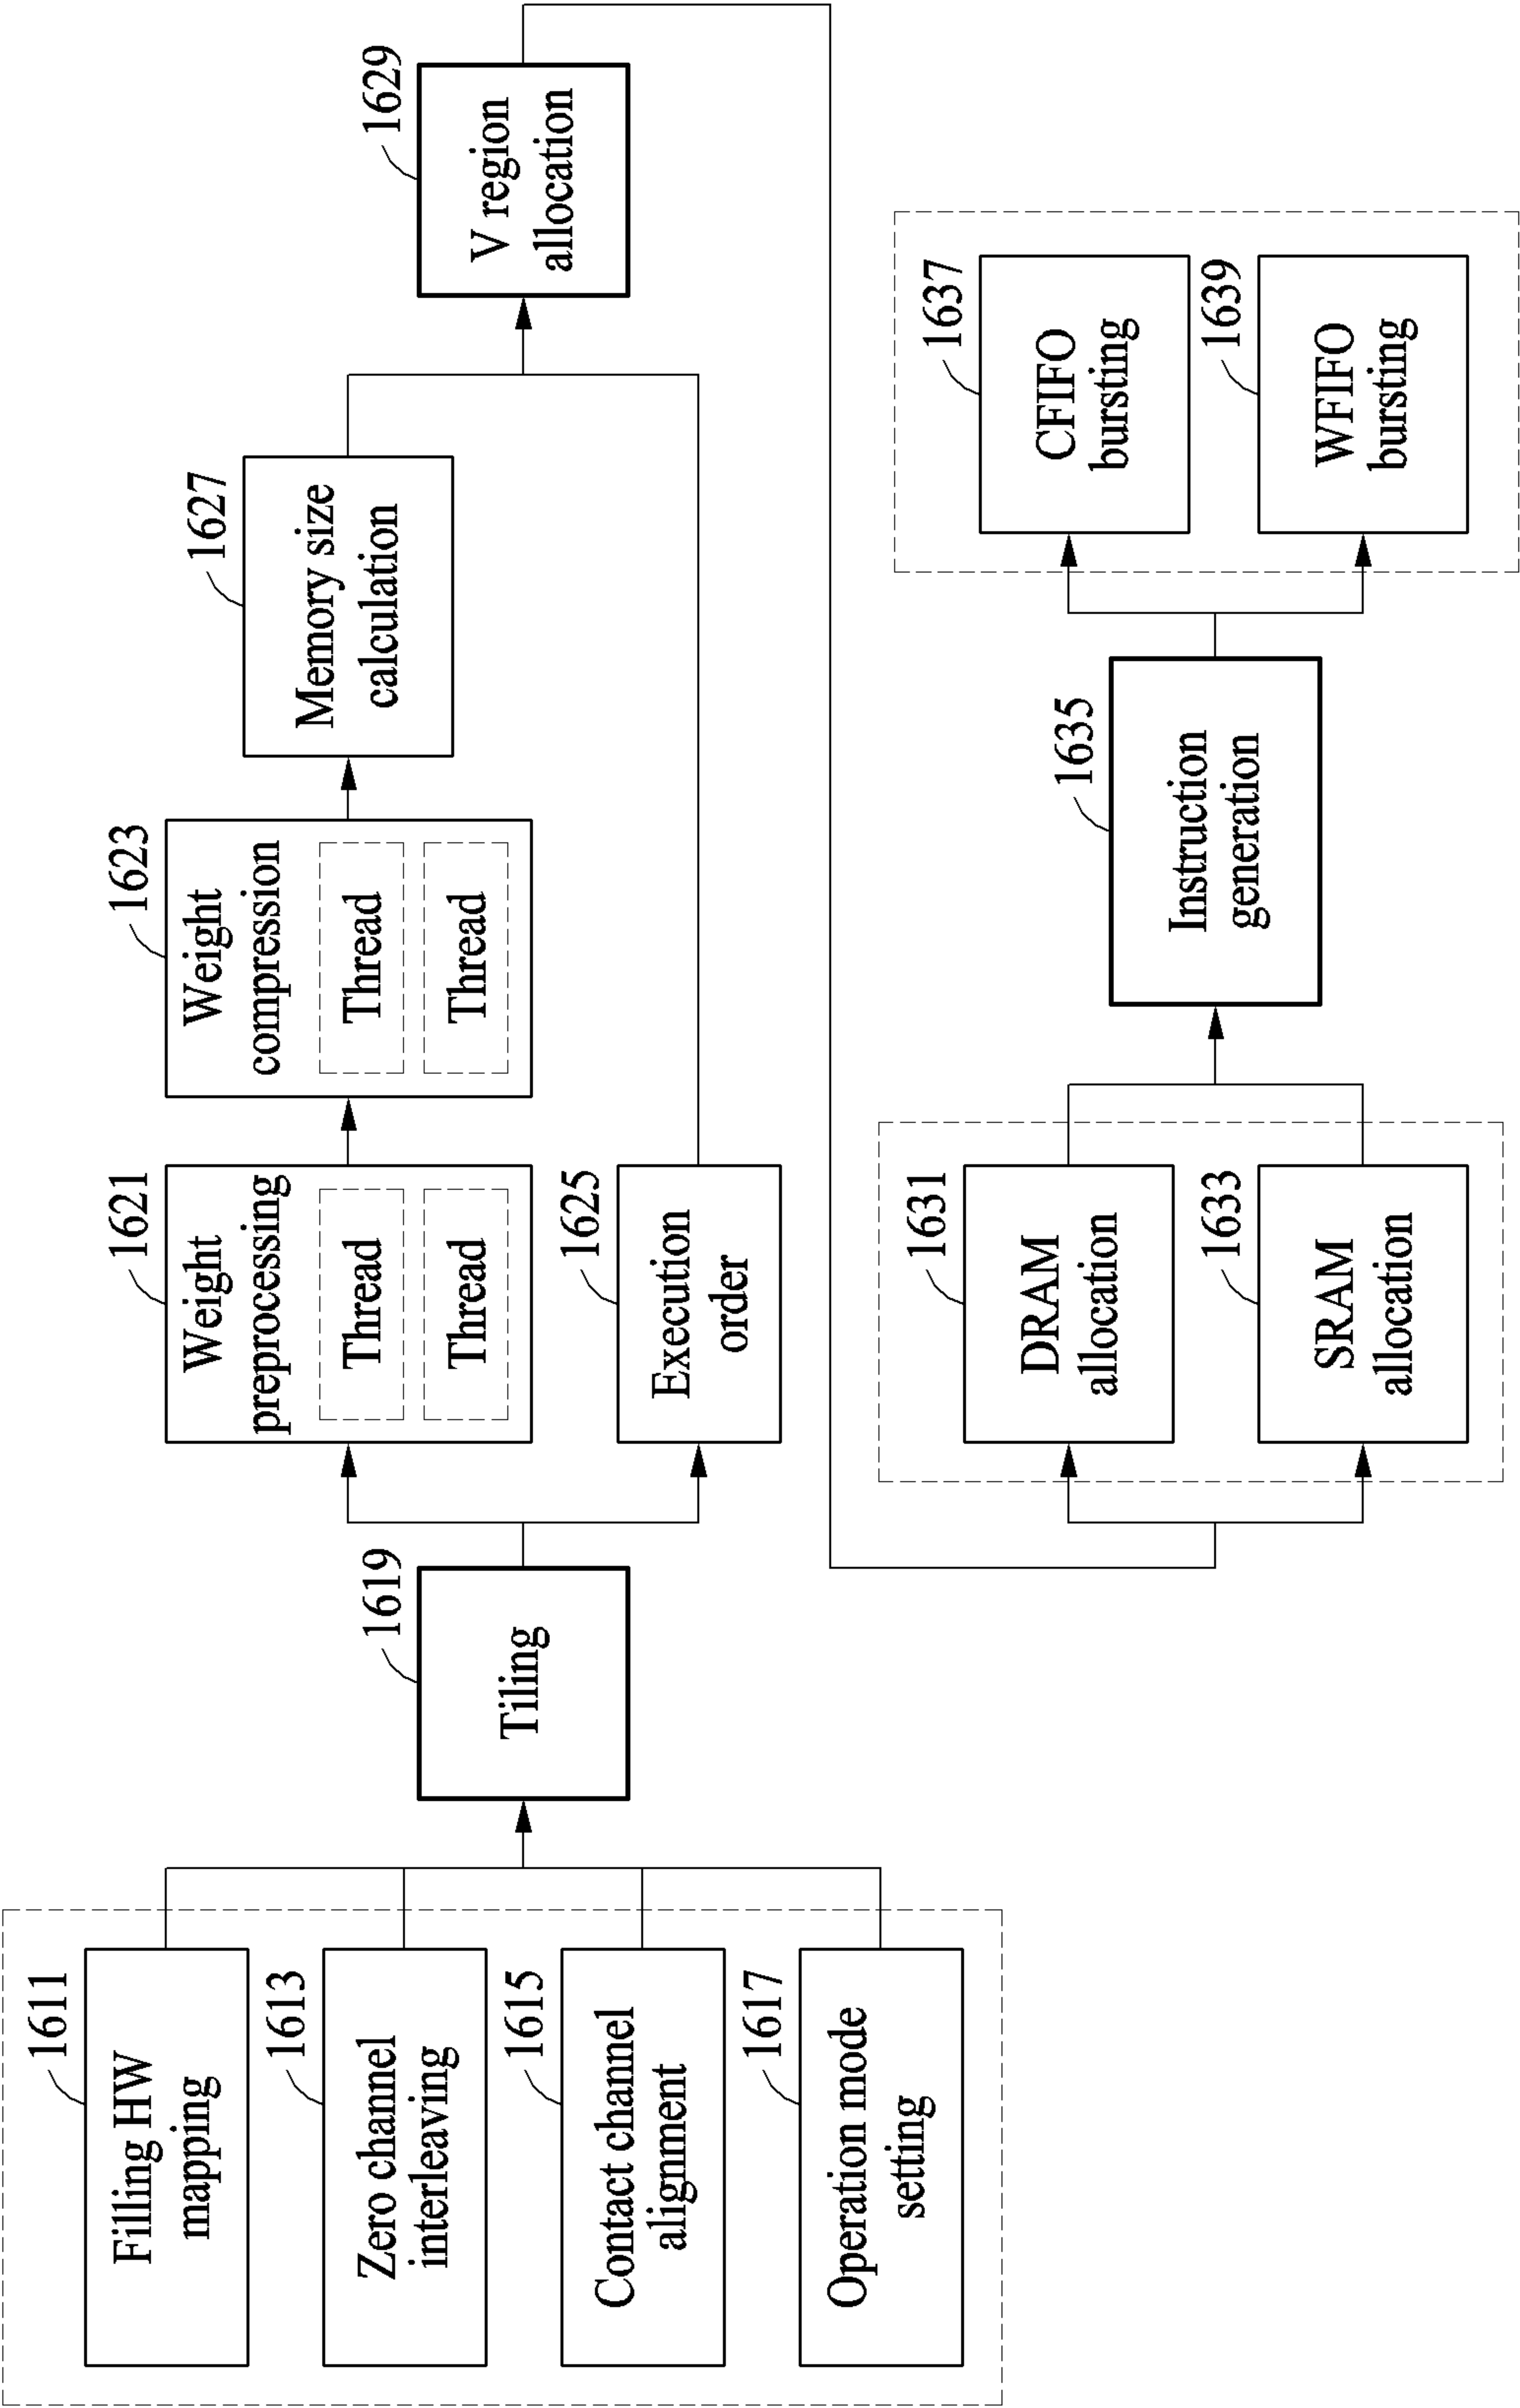 1611
Filling HW
mapping
1613
Zero channel
interleaving
1615
Contact channel
alignment
1617
Operation mode
setting
1619
Tiling
1621
Weight
preprocessing
Thread
Thread
1623
Weight
compression
Thread
Thread
1625
Execution
order
1627
Memory size
calculation
1629
V region
allocation
1631
DRAM
allocation
1633
SRAM
allocation
1635
Instruction
generation
1637
CFIFO
bursting
1639
WFIFO
bursting